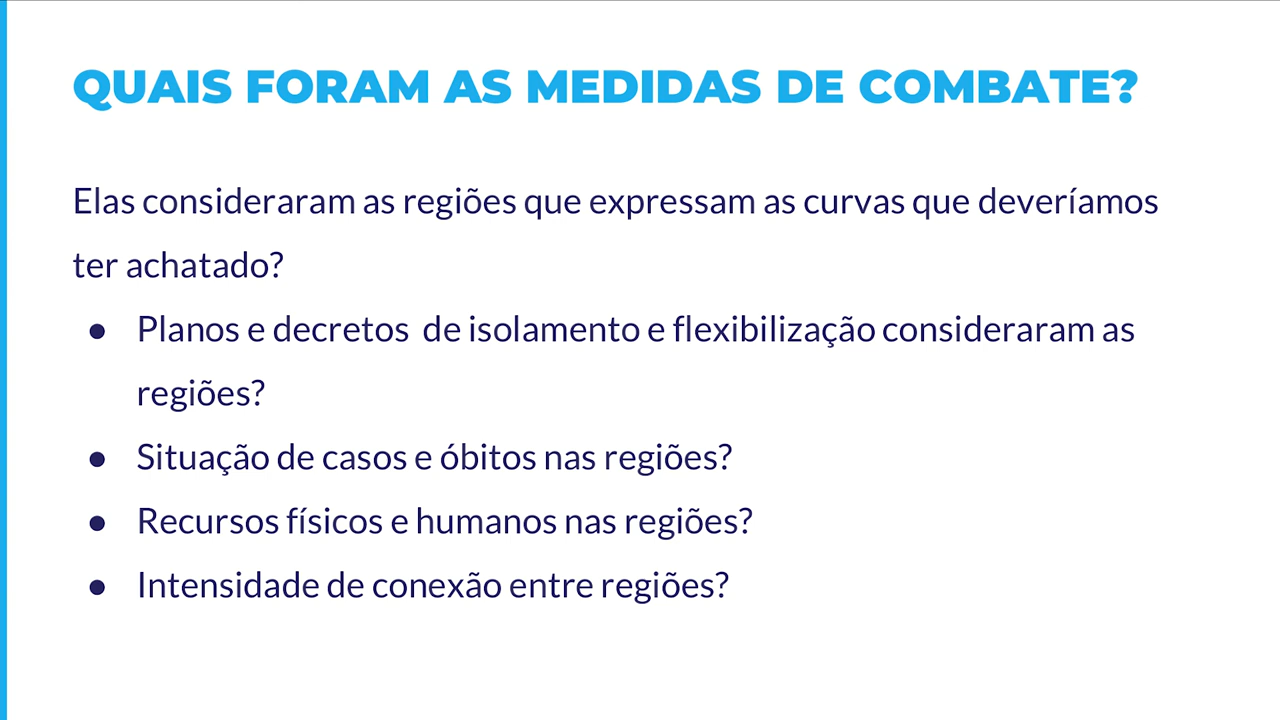 QUAIS FORAM AS MEDIDAS DE COMBATE?
Elas consideraram as regiões que expressam as curvas que deveríamos
ter achatado?
● Planos e decretos  de isolamento e flexibilização consideraram as
regiões?
● Situação de casos e óbitos nas regiões?
● Recursos físicos e humanos nas regiões?
● Intensidade de conexão entre regiões?